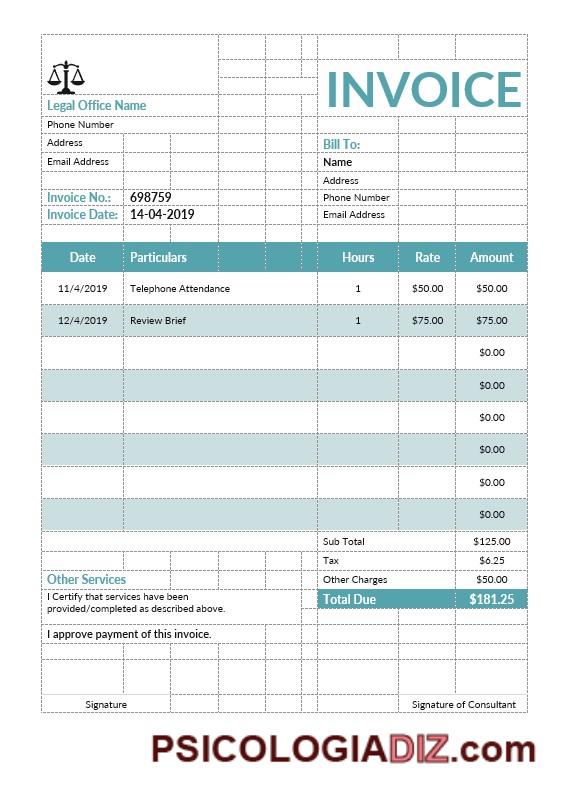 INVOICE
Legal Office Name
Phone Number
Address
Bill To:
Email Address
Name
Address
Invoice No.: 698759
Phone Number
Invoice Date: 14-04-2019
Email Address
Date Particulars Hours Rate Amount
11/4/2019 Telephone Attendance 1 $50.00 $50.00
12/4/2019 Review Brief 1 $75.00 $75.00
$0.00
$0.00
$0.00
$0.00
$0.00
$0.00
Sub Total $125.00
Tax $6.25
Other Services
Other Charges $50.00
I Certify that services have been
provided/completed as described above.
Total Due $181.25
I approve payment of this invoice.
Signature
Signature of Consultant
PSICOLOGIADIZ.com